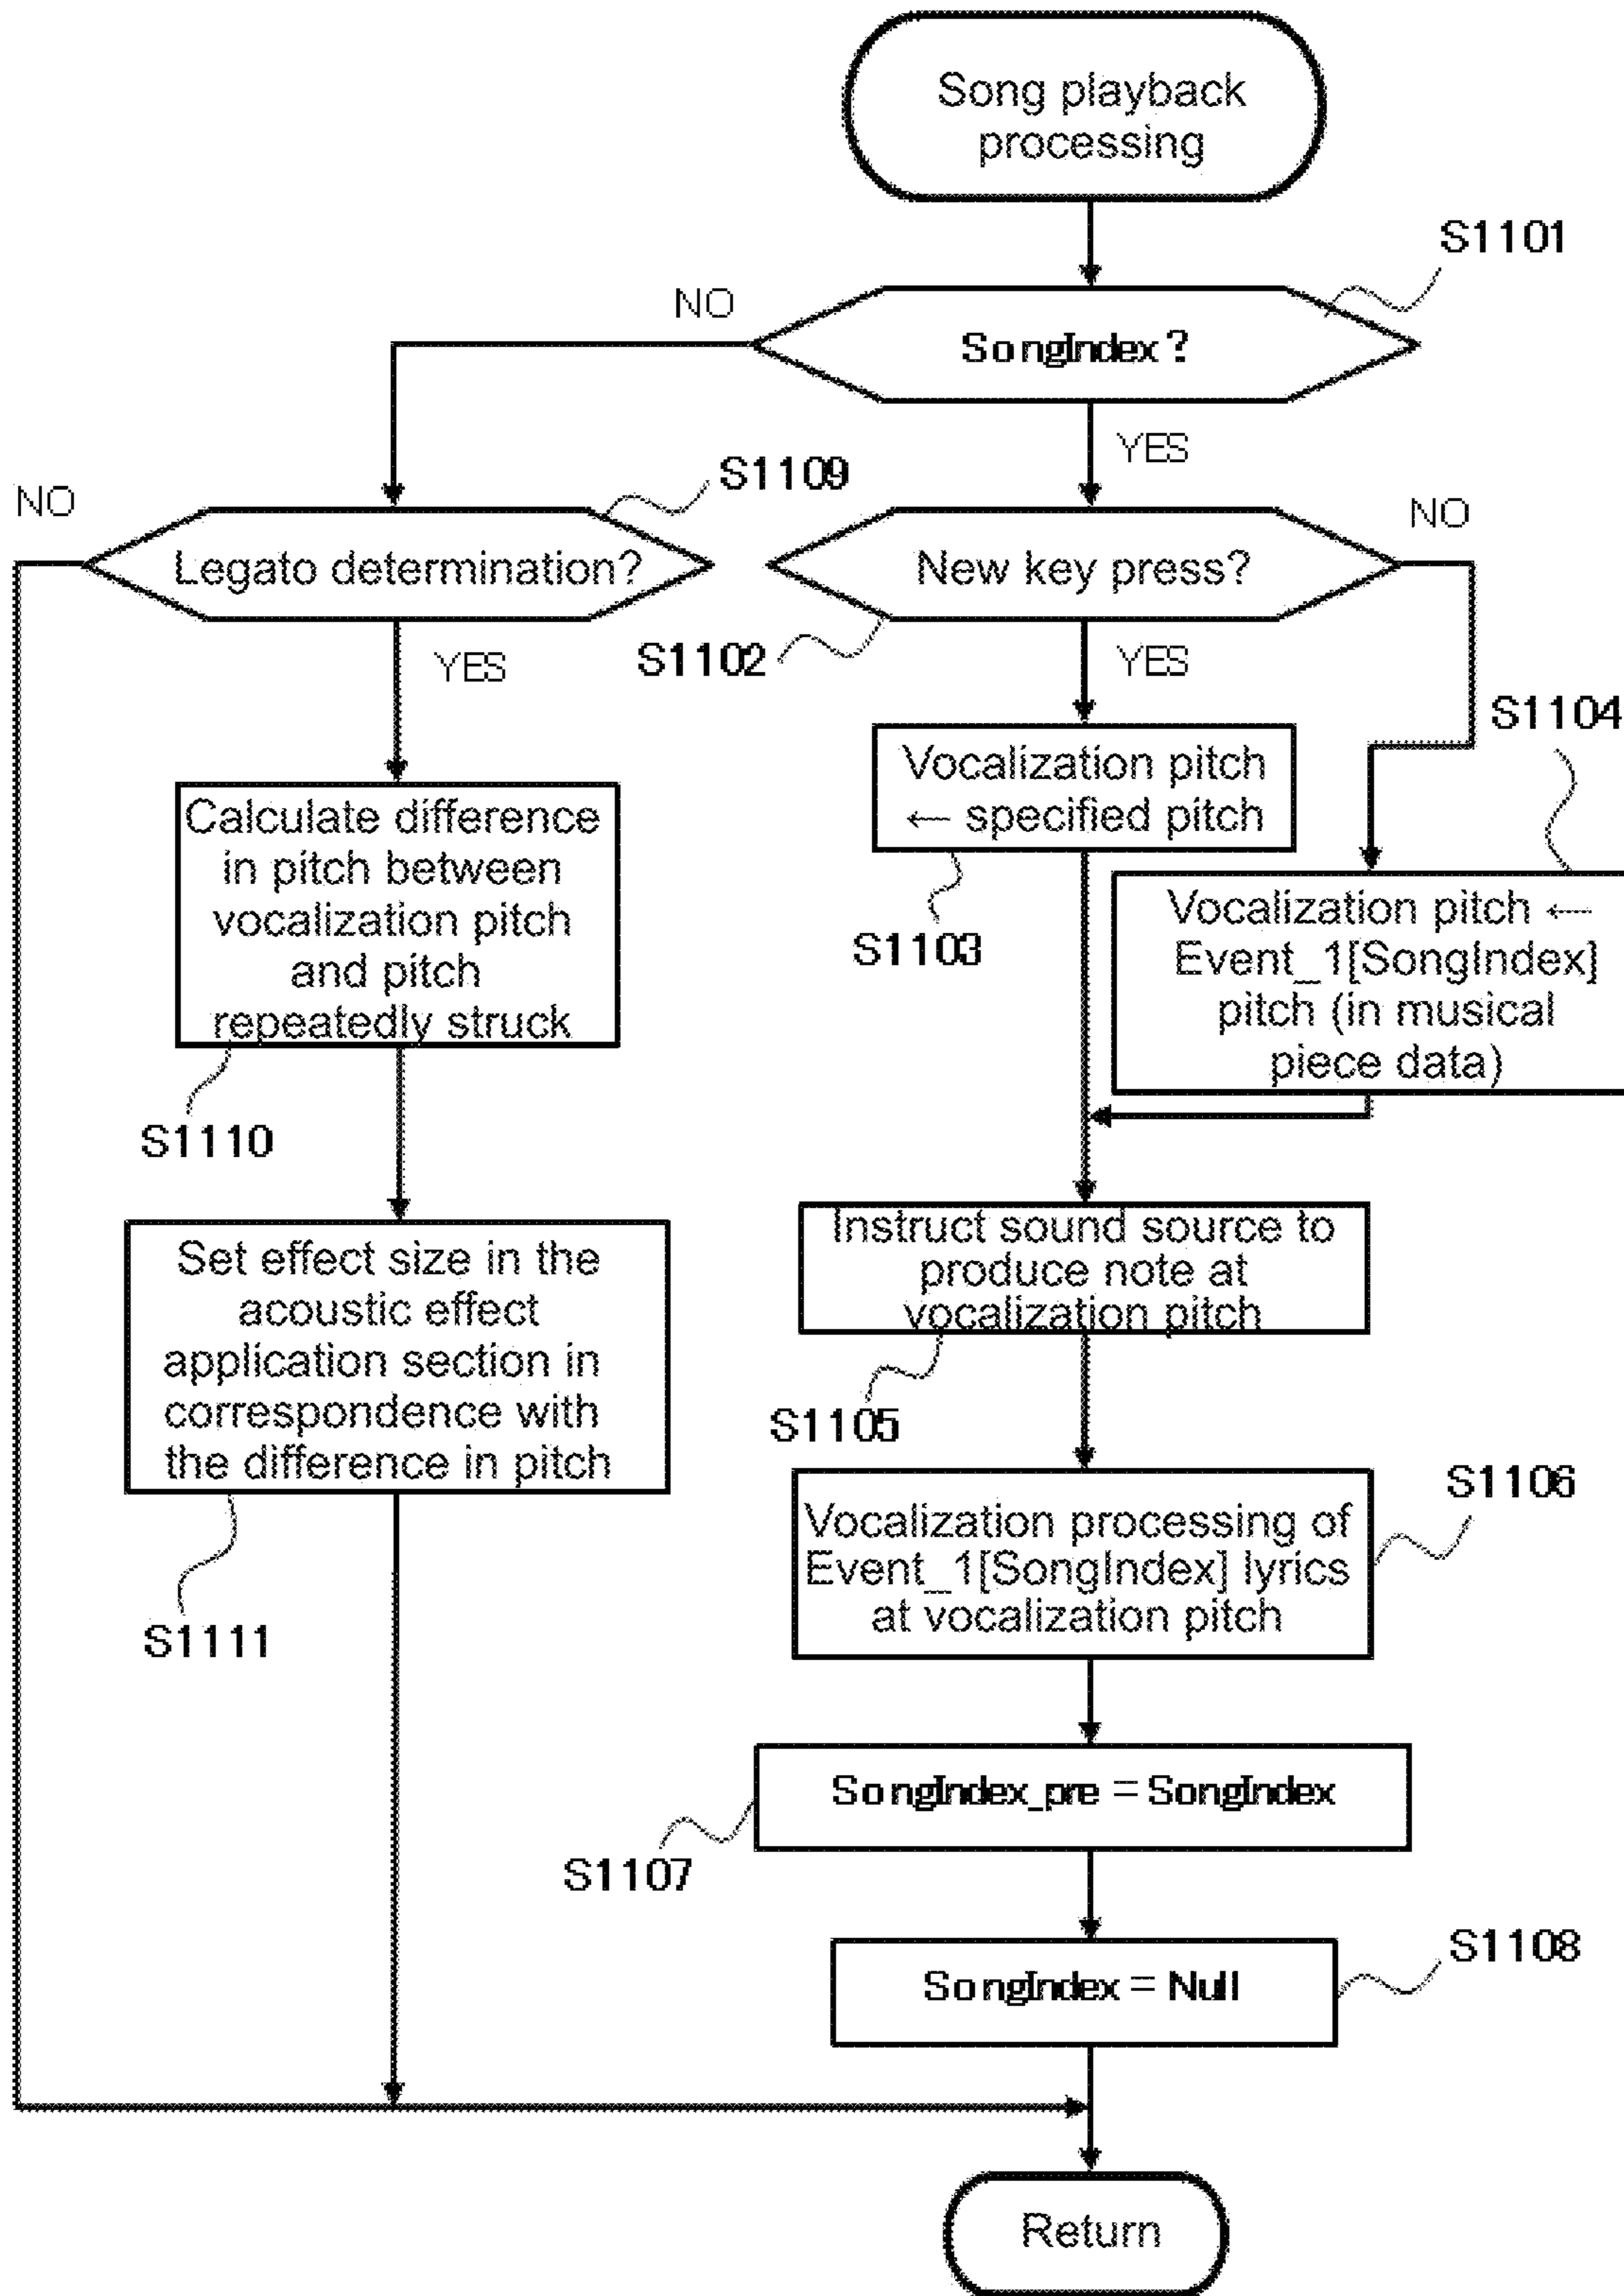 Song playback
processing
S1101
NO
SongIndex?
YES
S1109
NO
Legato determination?
New key press?
NO
S1102
YES
YES
S1104
Vocalization pitch
← specified pitch
S1103
Calculate difference
in pitch between
vocalization pitch
and pitch
repeatedly struck
S1110
Vocalization pitch ←
Event_1[SongIndex]
pitch (in musical
piece data)
Instruct sound source to
produce note at
vocalization pitch
S1105
Set effect size in the
acoustic effect
application section in
correspondence with
the difference in pitch
S1111
S1106
Vocalization processing of
Event_1[SongIndex] lyrics
at vocalization pitch
SongIndex_pre = SongIndex
S1107
S1108
SongIndex = Null
Return